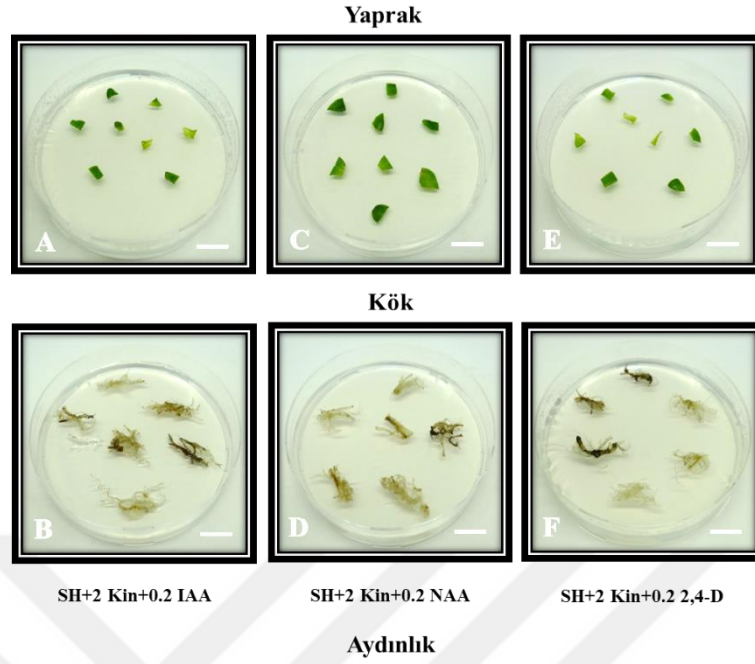 Yaprak
A
C
E
Kök
B
D
F
SH+2 Kin+0.2 IAA
SH+2 Kin+0.2 NAA
SH+2 Kin+0.2 2,4-D
Aydınlık